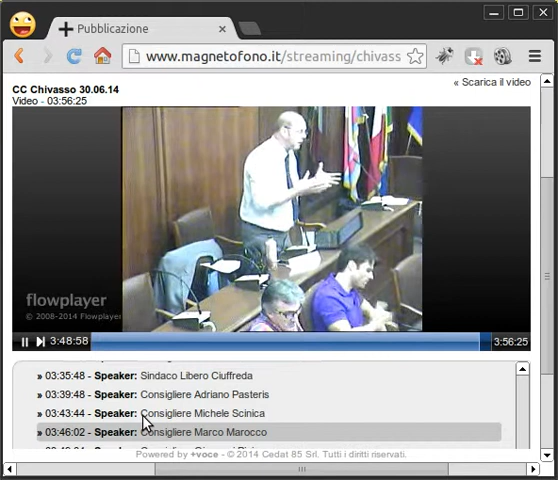 Pubblicazione
www.magnetofono.it/streaming/chivass
« Scarica il video
CC Chivasso 30.06.14
Video - 03:56:25
flowplayer
© 2008-2014 Flowplayer
3:48:58
3:56:25
» 03:35:48 - Speaker: Sindaco Libero Ciuffreda
» 03:39:48 - Speaker: Consigliere Adriano Pasteris
» 03:43:44 - Speaker: Consigliere Michele Scinica
» 03:46:02 - Speaker: Consigliere Marco Marocco
Powered by +voce - © 2014 Cedat 85 Srl. Tutti i diritti riservati.